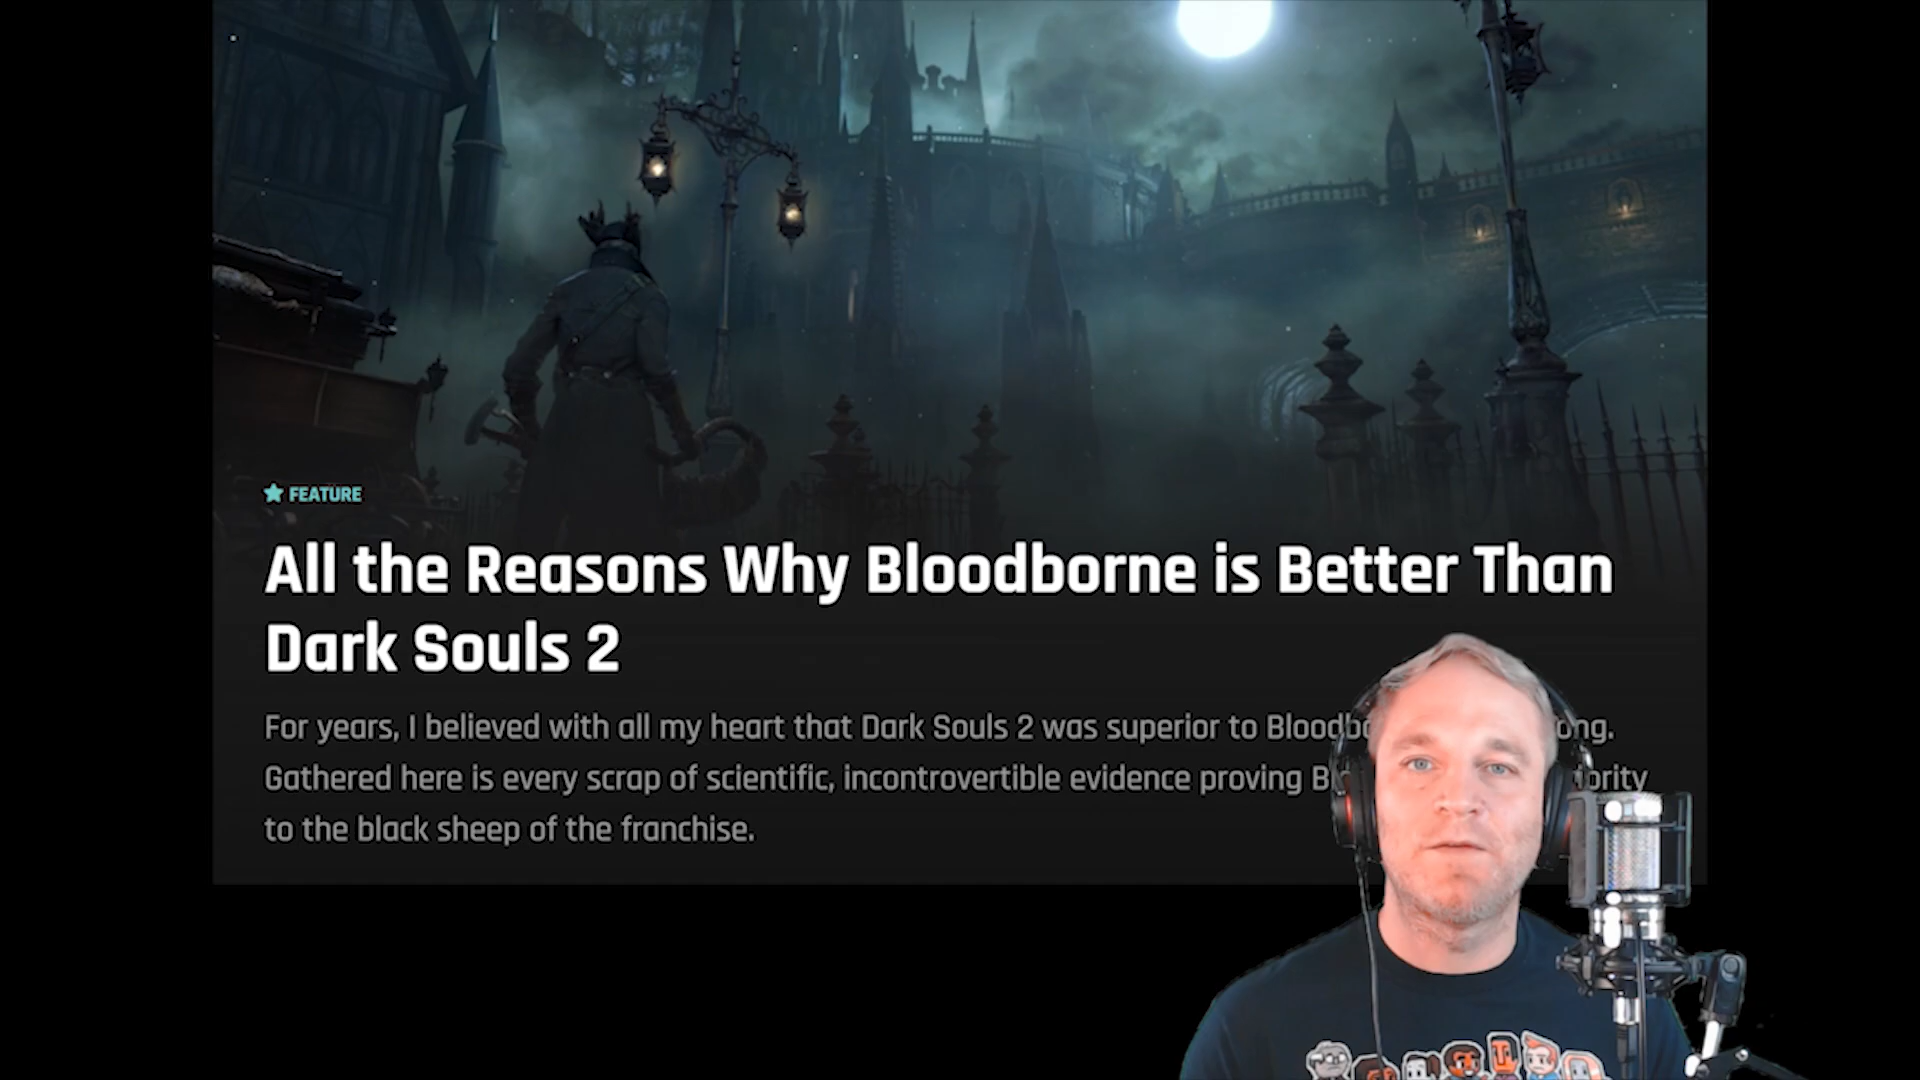 FEATURE
All the Reasons Why Bloodborne is Better Than
Dark Souls 2
For years, I believed with all my heart that Dark Souls 2 was superior to
Gathered here is every scrap of scientific, incontrovertible evidence proving
to the black sheep of the franchise.